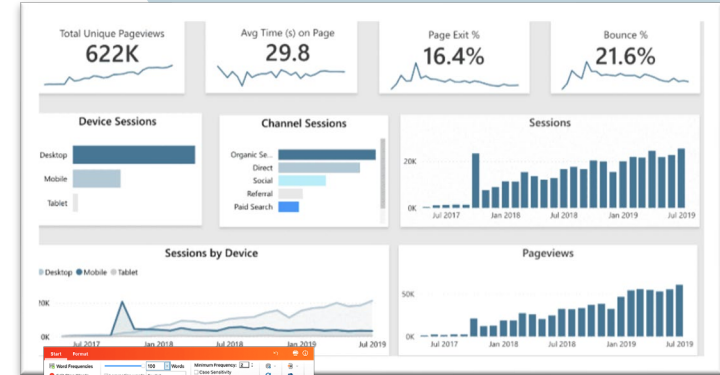 Total Unique Pageviews
622K
Avg Time (s) on Page
29.8
Page Exit %
16.4%
Bounce %
21.6%
Device Sessions
Desktop
Mobile
Tablet
Channel Sessions
Organic Se...
Direct
Social
Referral
Paid Search
Sessions
20K
0K
Jul 2017 Jan 2018 Jul 2018 Jan 2019 Jul 2019
Sessions by Device
Desktop Mobile Tablet
0K
Jul 2017 Jan 2018 Jul 2018 Jan 2019 Jul 2019
Pageviews
50K
0K
Jul 2017 Jan 2018 Jul 2018 Jan 2019 Jul 2019
Start Format
Word Frequencies 100 Words Minimum Frequency:
Case Sensitivity